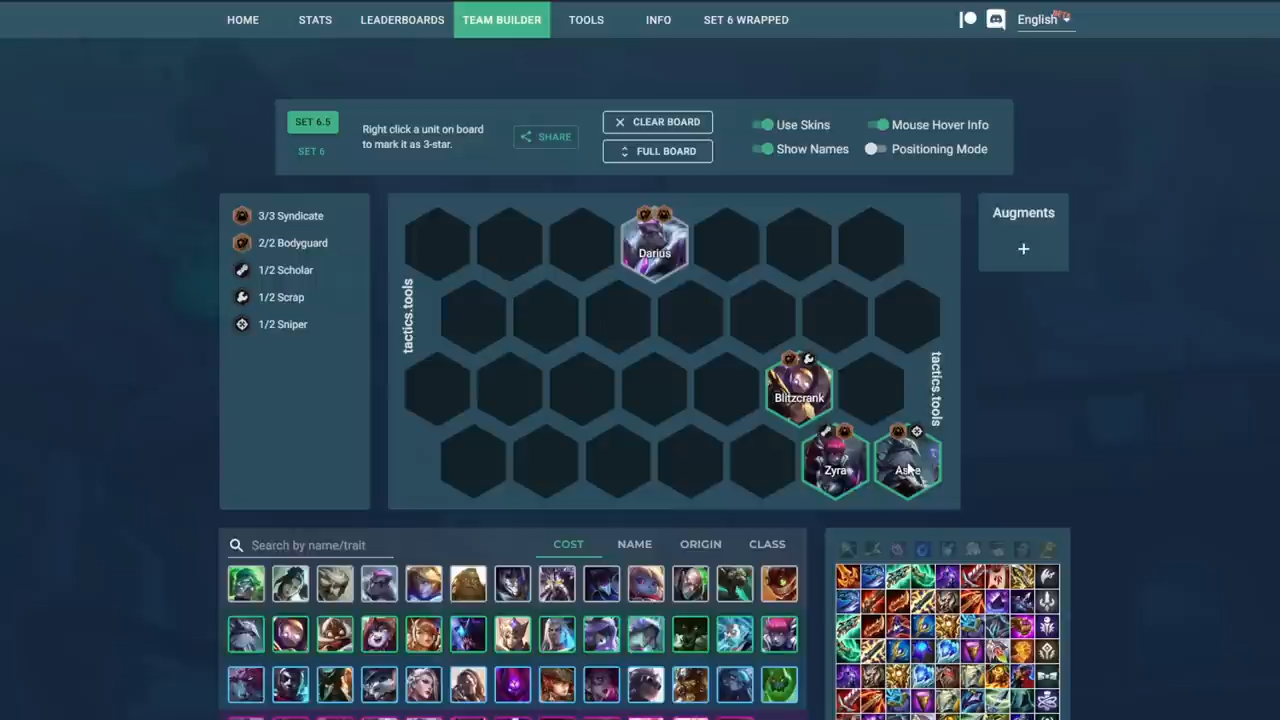 HOME STATS LEADERBOARDS TEAM BUILDER TOOLS INFO SET 6 WRAPPED English BETA
SET 6.5
SET 6
Right click a unit on board
to mark it as 3-star.
SHARE
CLEAR BOARD
FULL BOARD
Use Skins
Mouse Hover Info
Show Names
Positioning Mode
3/3 Syndicate
2/2 Bodyguard
1/2 Scholar
1/2 Scrap
1/2 Sniper
tactics.tools
Darius
Blitzcrank
Zyra
tactics.tools
Augments
+
Search by name/trait
COST NAME ORIGIN CLASS